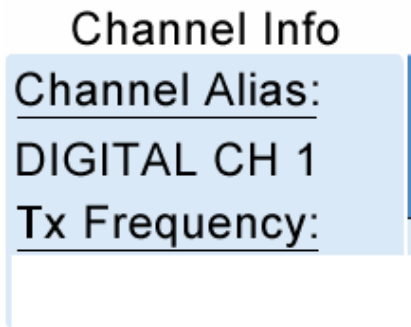 Channel Info
Channel Alias:
DIGITAL CH 1
Tx Frequency: